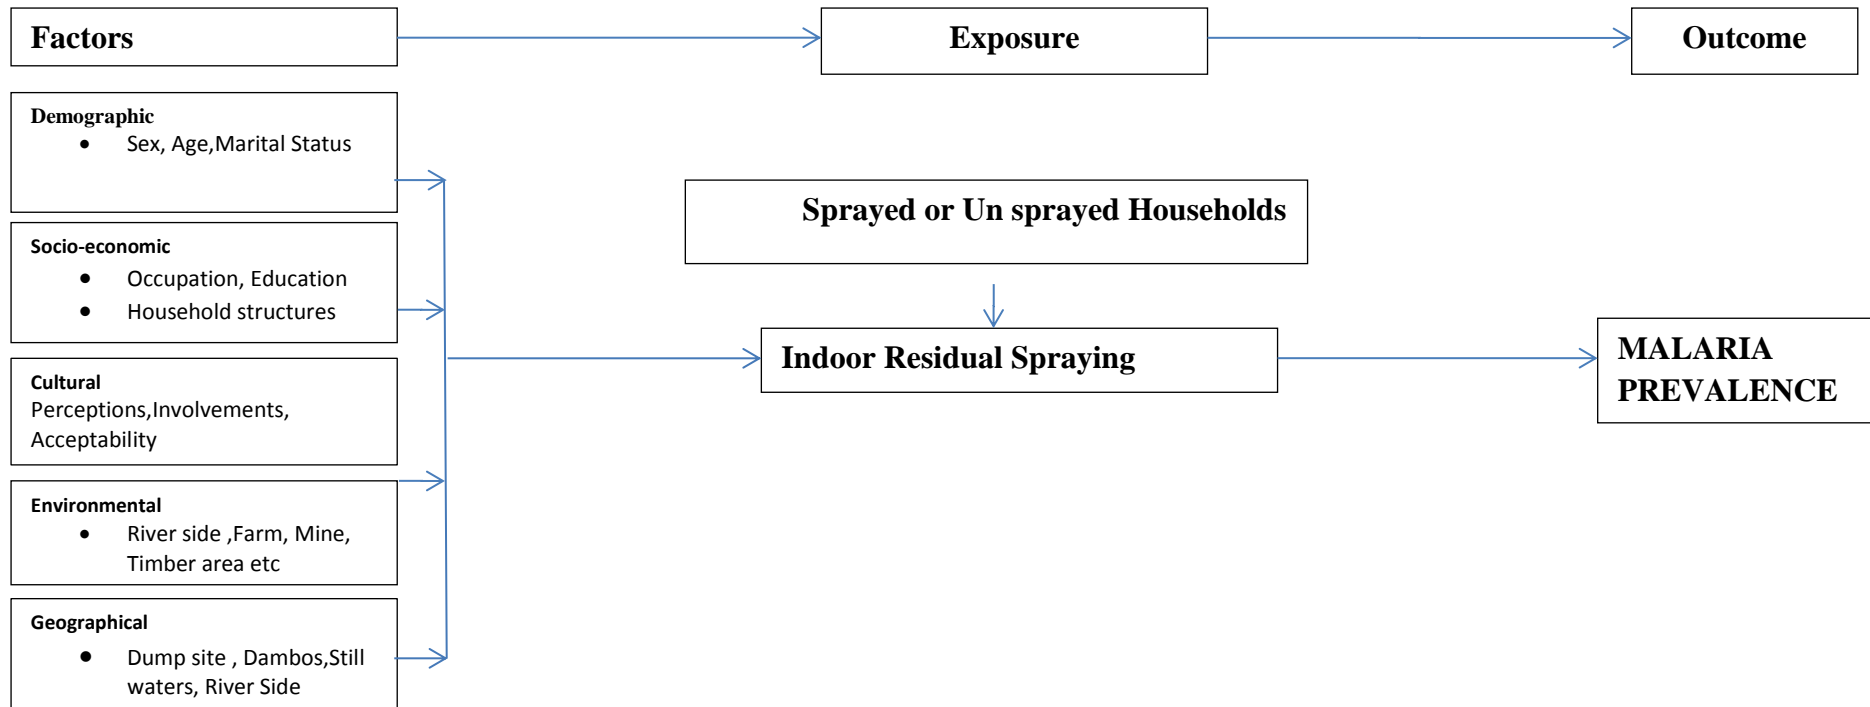 Factors
Exposure
Outcome
Demographic
• Sex, Age,Marital Status
Socio-economic
• Occupation, Education
• Household structures
Cultural
Perceptions,Involvements,
Acceptability
Environmental
• River side ,Farm, Mine,
Timber area etc
Geographical
• Dump site , Dambos,Still
waters, River Side
Sprayed or Un sprayed Households
Indoor Residual Spraying
MALARIA
PREVALENCE